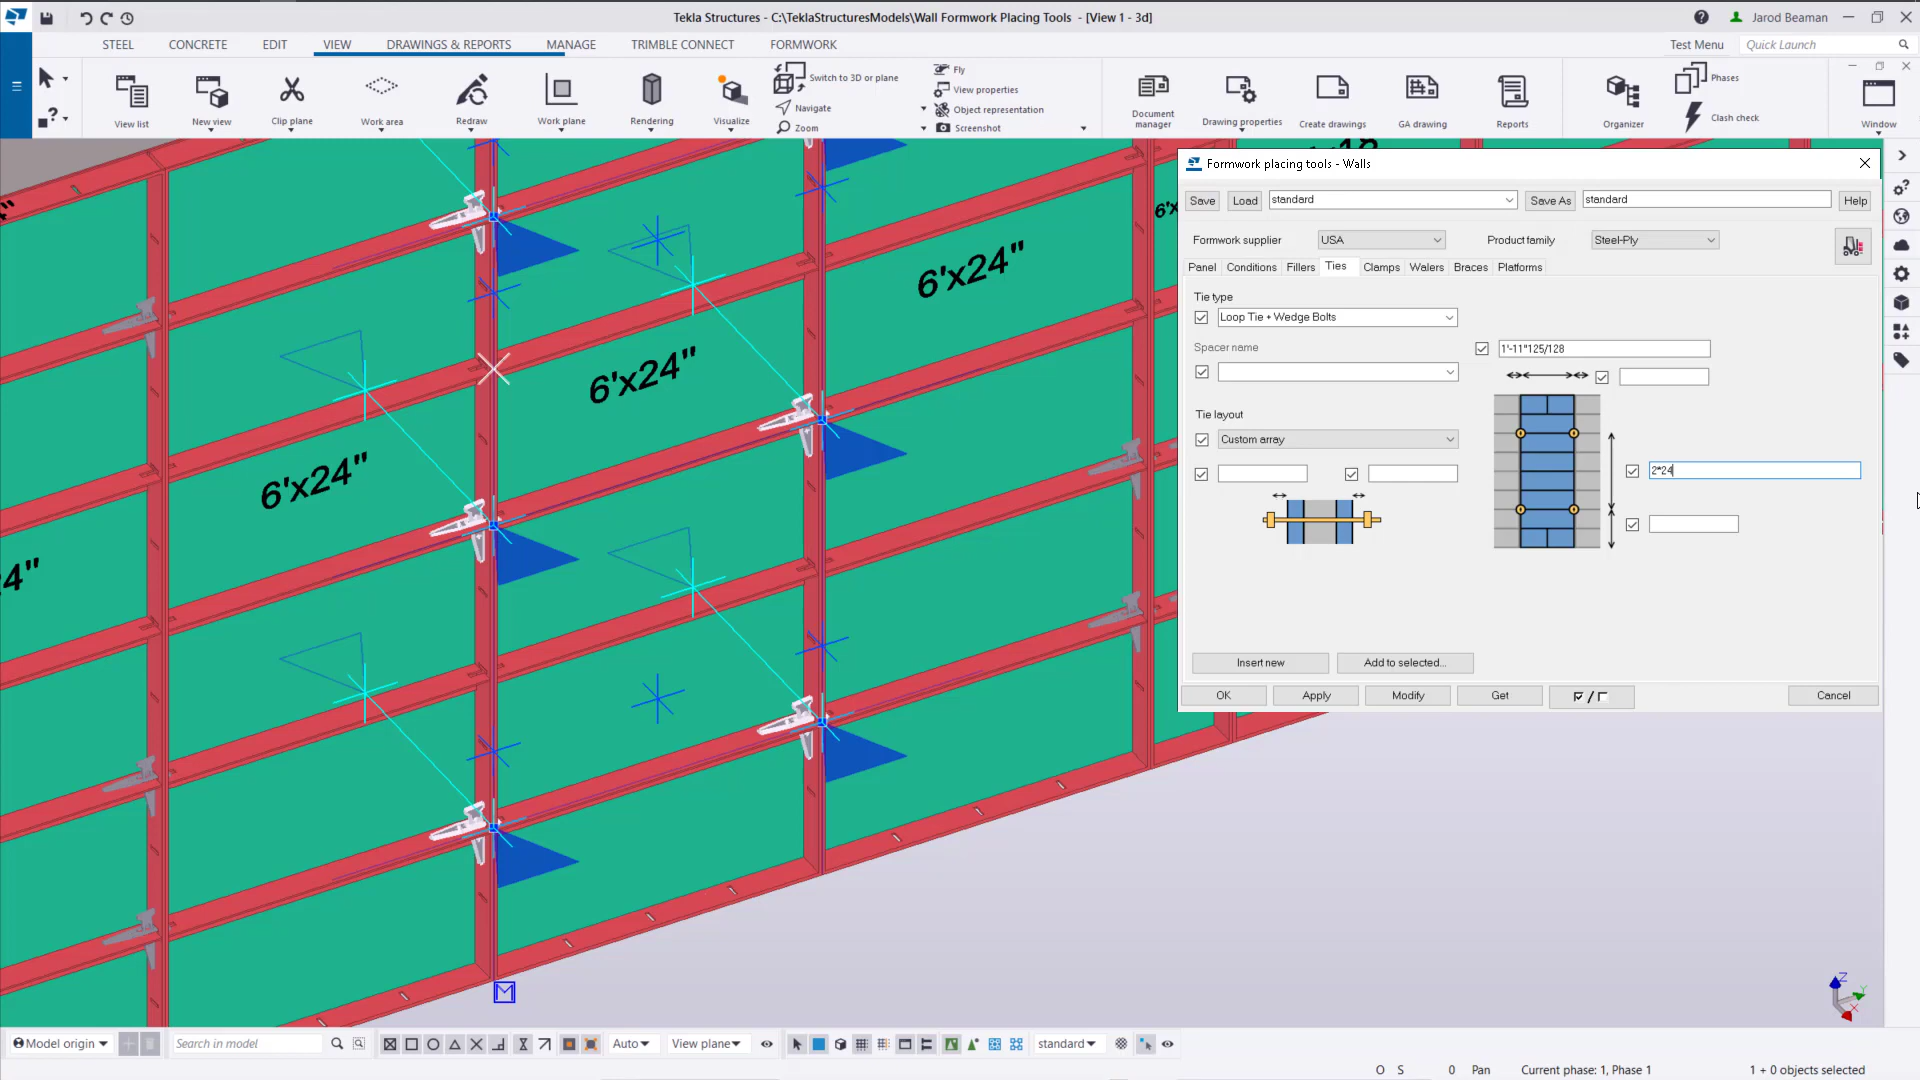 Tekla Structures - C:\TeklaStructuresModels\Wall Formwork Placing Tools - [View 1 - 3d]
Jarod Beaman
STEEL CONCRETE EDIT VIEW DRAWINGS & REPORTS MANAGE TRIMBLE CONNECT FORMWORK
Test Menu Quick Launch
View list
New view
Clip plane
Work area
Redraw
Work plane
Rendering
Visualize
Switch to 3D or plane
Navigate
Zoom
Fly
View properties
Object representation
Screenshot
Document
manager
Drawing properties
Create drawings
GA drawing
Reports
Organizer
Phases
Clash check
Window
Formwork placing tools - Walls
Save Load standard Save As standard Help
Formwork supplier USA Product family Steel-Ply
Panel Conditions Fillers Ties Clamps Walers Braces Platforms
Tie type
Loop Tie + Wedge Bolts
Spacer name
1'-11"125/128
Tie layout
Custom array
2*24
Insert new Add to selected...
OK Apply Modify Get / Cancel
6'x24"
6'x24"
6'x24"
24"
6'x
Model origin Search in model Auto View plane standard
O S 0 Pan Current phase: 1, Phase 1 1 + 0 objects selected